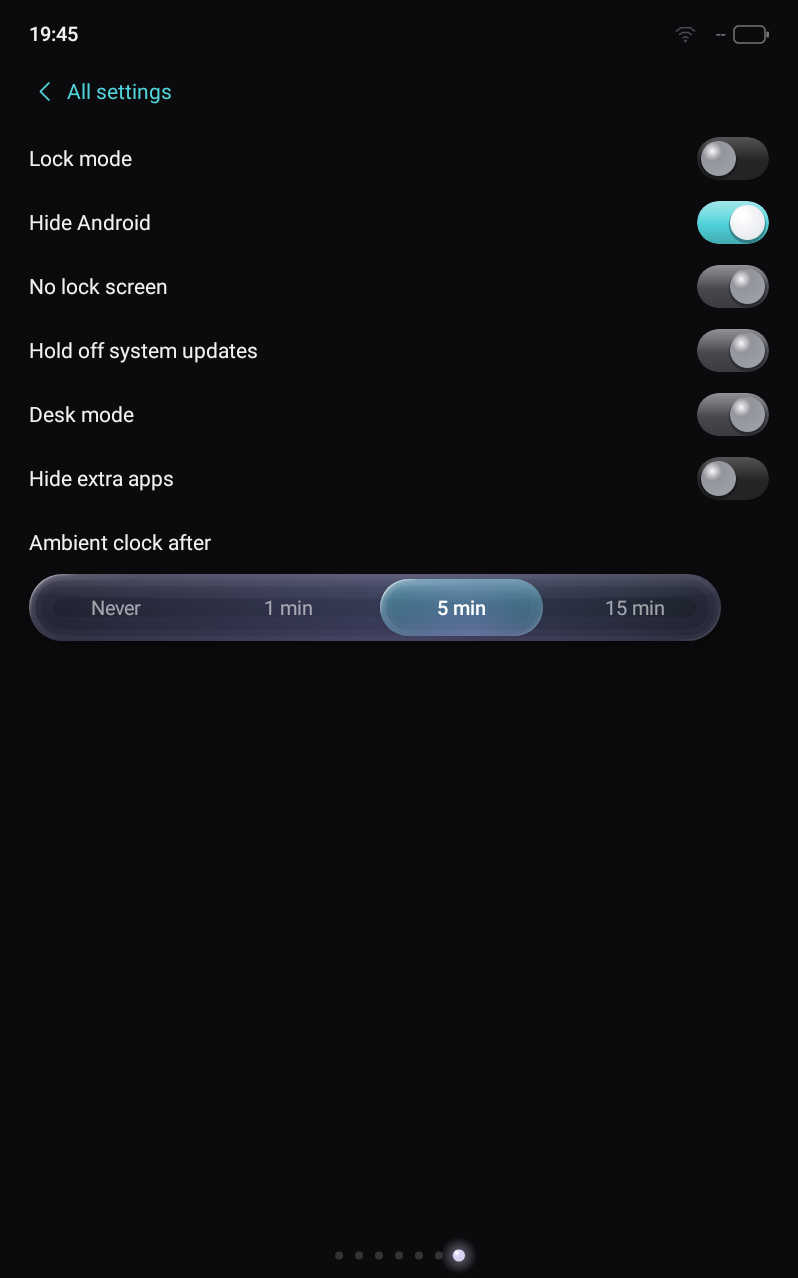 19:45
--
All settings
Lock mode
Hide Android
No lock screen
Hold off system updates
Desk mode
Hide extra apps
Ambient clock after
Never 1 min 5 min 15 min